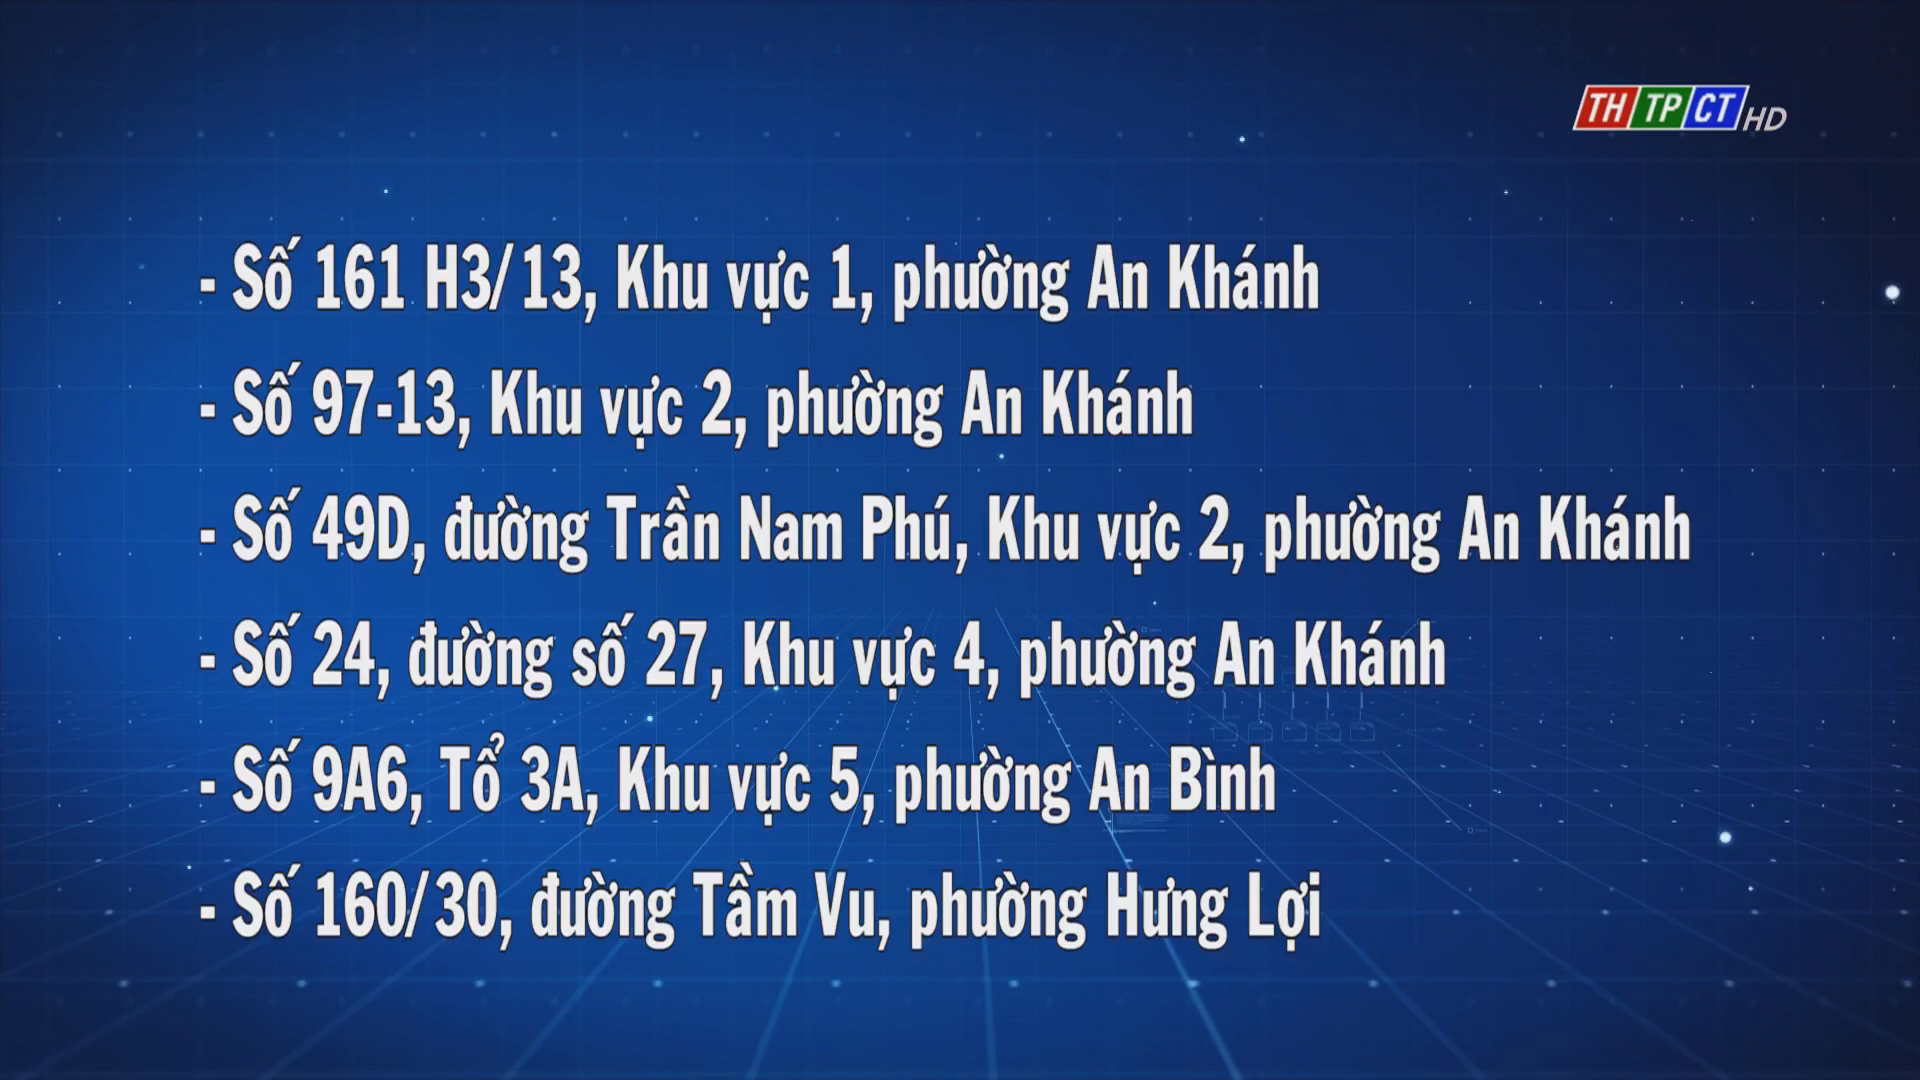 TH TP CT HD
- Số 161 H3/13, Khu vực 1, phường An Khánh
- Số 97-13, Khu vực 2, phường An Khánh
- Số 49D, đường Trần Nam Phú, Khu vực 2, phường An Khánh
- Số 24, đường số 27, Khu vực 4, phường An Khánh
- Số 9A6, Tổ 3A, Khu vực 5, phường An Bình
- Số 160/30, đường Tầm Vu, phường Hưng Lợi